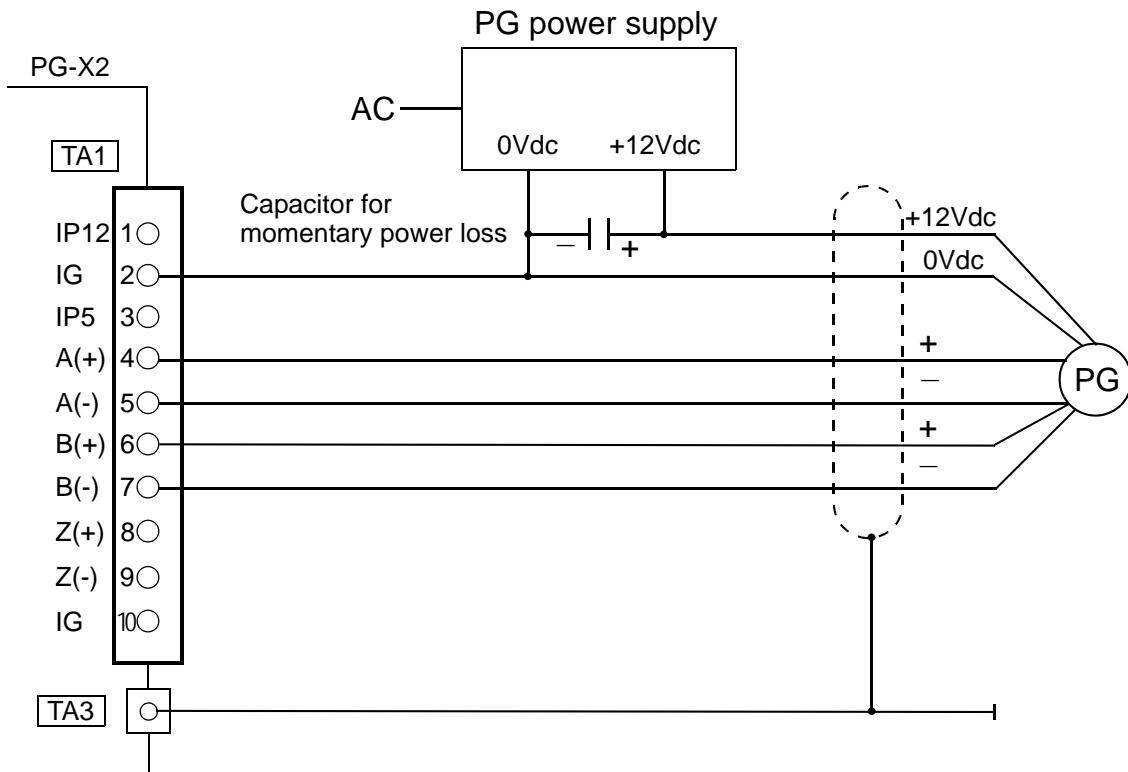 PG power supply
PG-X2
AC
0Vdc +12Vdc
TA1
Capacitor for
momentary power loss
− +
+12Vdc
0Vdc
IP12 1
IG 2
IP5 3
A(+) 4
+
A(-) 5
−
PG
B(+) 6
+
B(-) 7
−
Z(+) 8
Z(-) 9
IG 10
TA3